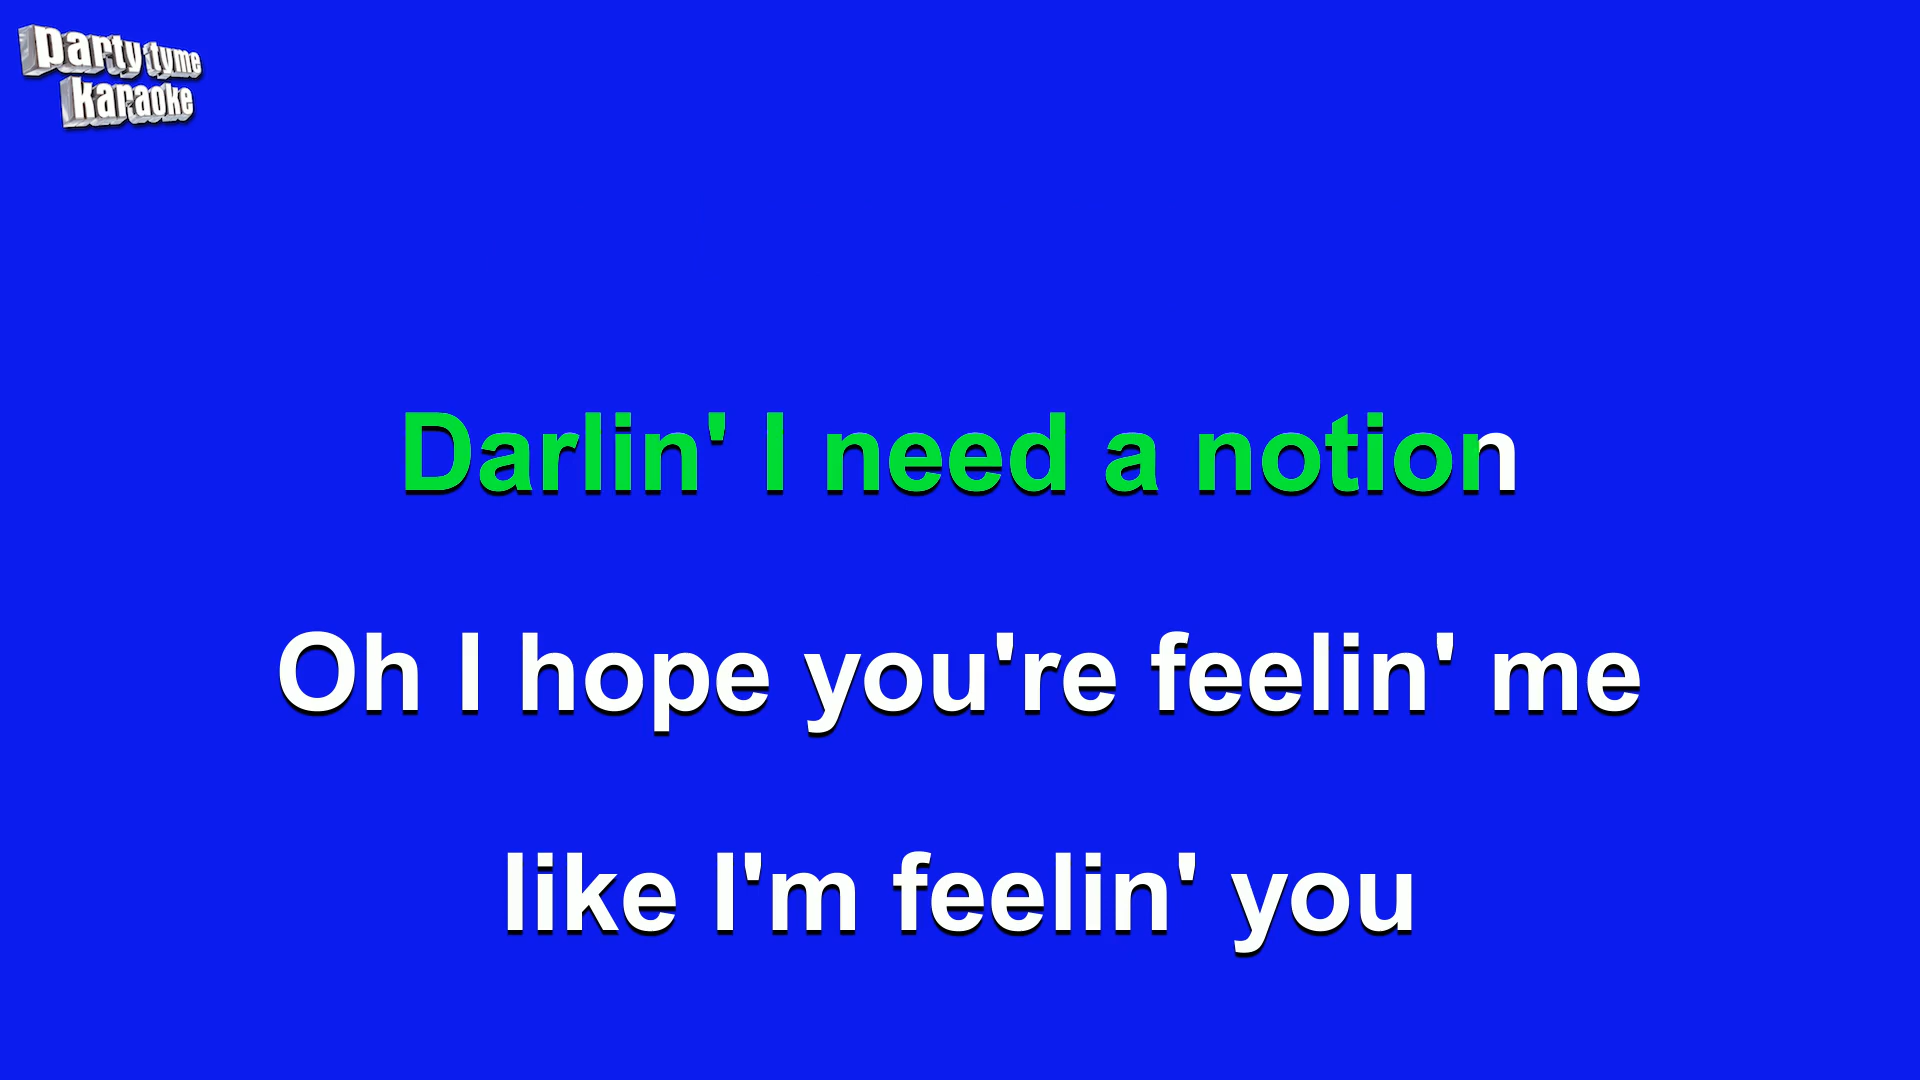 party tyme
karaoke
Darlin' I need a notion
Oh I hope you're feelin' me
like I'm feelin' you